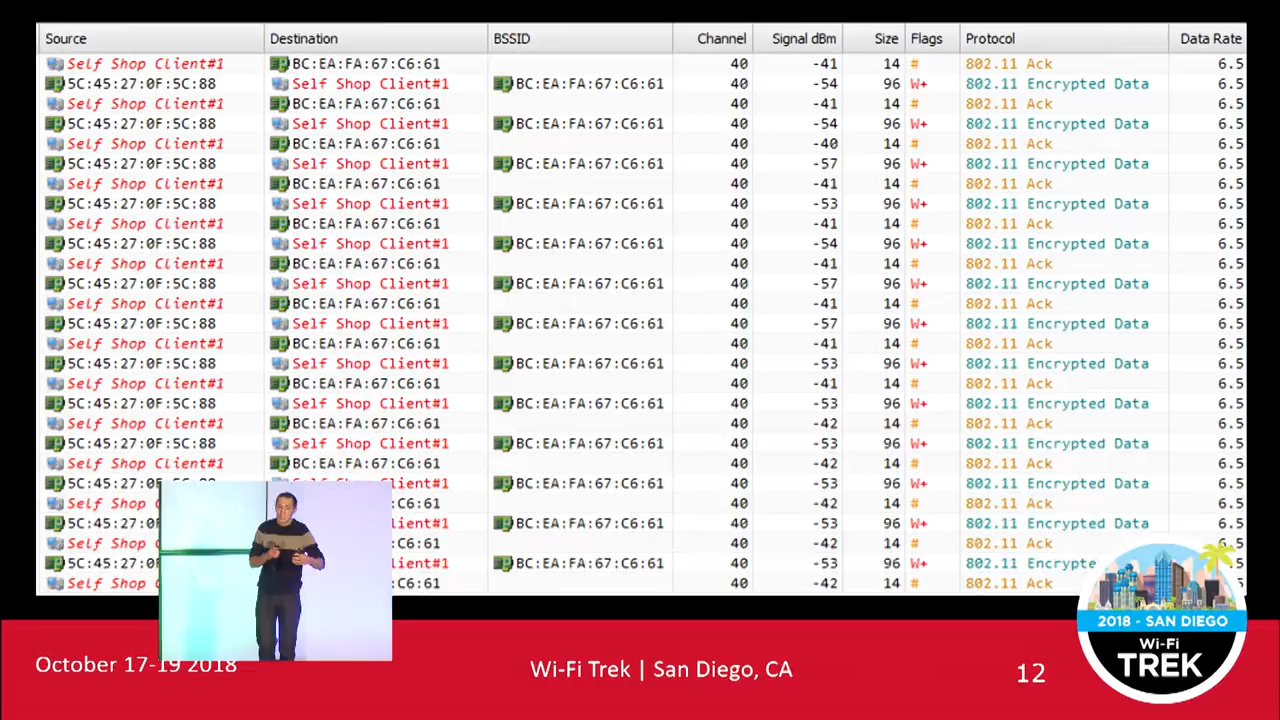 Source Destination BSSID Channel Signal dBm Size Flags Protocol Data Rate
Self Shop Client#1 BC:EA:FA:67:C6:61 40 -41 14 # 802.11 Ack 6.5
5C:45:27:0F:5C:88 Self Shop Client#1 BC:EA:FA:67:C6:61 40 -54 96 W+ 802.11 Encrypted Data 6.5
Self Shop Client#1 BC:EA:FA:67:C6:61 40 -41 14 # 802.11 Ack 6.5
5C:45:27:0F:5C:88 Self Shop Client#1 BC:EA:FA:67:C6:61 40 -54 96 W+ 802.11 Encrypted Data 6.5
Self Shop Client#1 BC:EA:FA:67:C6:61 40 -40 14 # 802.11 Ack 6.5
5C:45:27:0F:5C:88 Self Shop Client#1 BC:EA:FA:67:C6:61 40 -57 96 W+ 802.11 Encrypted Data 6.5
Self Shop Client#1 BC:EA:FA:67:C6:61 40 -41 14 # 802.11 Ack 6.5
5C:45:27:0F:5C:88 Self Shop Client#1 BC:EA:FA:67:C6:61 40 -53 96 W+ 802.11 Encrypted Data 6.5
Self Shop Client#1 BC:EA:FA:67:C6:61 40 -41 14 # 802.11 Ack 6.5
5C:45:27:0F:5C:88 Self Shop Client#1 BC:EA:FA:67:C6:61 40 -54 96 W+ 802.11 Encrypted Data 6.5
Self Shop Client#1 BC:EA:FA:67:C6:61 40 -41 14 # 802.11 Ack 6.5
5C:45:27:0F:5C:88 Self Shop Client#1 BC:EA:FA:67:C6:61 40 -57 96 W+ 802.11 Encrypted Data 6.5
Self Shop Client#1 BC:EA:FA:67:C6:61 40 -41 14 # 802.11 Ack 6.5
5C:45:27:0F:5C:88 Self Shop Client#1 BC:EA:FA:67:C6:61 40 -57 96 W+ 802.11 Encrypted Data 6.5
Self Shop Client#1 BC:EA:FA:67:C6:61 40 -41 14 # 802.11 Ack 6.5
5C:45:27:0F:5C:88 Self Shop Client#1 BC:EA:FA:67:C6:61 40 -53 96 W+ 802.11 Encrypted Data 6.5
Self Shop Client#1 BC:EA:FA:67:C6:61 40 -41 14 # 802.11 Ack 6.5
5C:45:27:0F:5C:88 Self Shop Client#1 BC:EA:FA:67:C6:61 40 -53 96 W+ 802.11 Encrypted Data 6.5
Self Shop Client#1 BC:EA:FA:67:C6:61 40 -42 14 # 802.11 Ack 6.5
5C:45:27:0F:5C:88 Self Shop Client#1 BC:EA:FA:67:C6:61 40 -53 96 W+ 802.11 Encrypted Data 6.5
Self Shop Client#1 BC:EA:FA:67:C6:61 40 -42 14 # 802.11 Ack 6.5
5C:45:27:0F:5C:88 Client#1 BC:EA:FA:67:C6:61 40 -53 96 W+ 802.11 Encrypted Data 6.5
Self Shop :67:C6:61 40 -42 14 # 802.11 Ack 6.5
5C:45:27:0 lient#1 BC:EA:FA:67:C6:61 40 -53 96 W+ 802.11 Encrypted Data 6.5
Self Shop :67:C6:61 40 -42 14 # 802.11 Ack 6.5
5C:45:27:0 lient#1 BC:EA:FA:67:C6:61 40 -53 96 W+ 802.11 Encrypte
Self Shop :67:C6:61 40 -42 14 # 802.11 Ack
2018 - SAN DIEGO
Wi-Fi
TREK
October 17-19 2018 Wi-Fi Trek | San Diego, CA 12